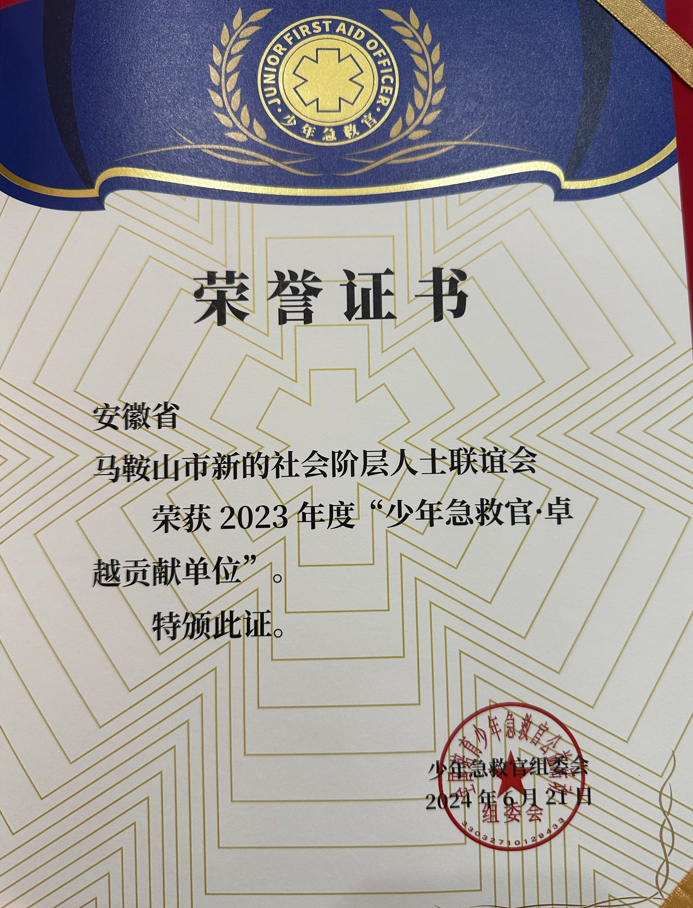 ·JUNIOR FIRST AID OFFICER·
少年急救官
荣誉证书
安徽省
马鞍山市新的社会阶层人士联谊会
荣获 2023 年度“少年急救官·卓
越贡献单位”。
特颁此证。
少年急救官组委会
2024 年 6 月 21 日
组委会